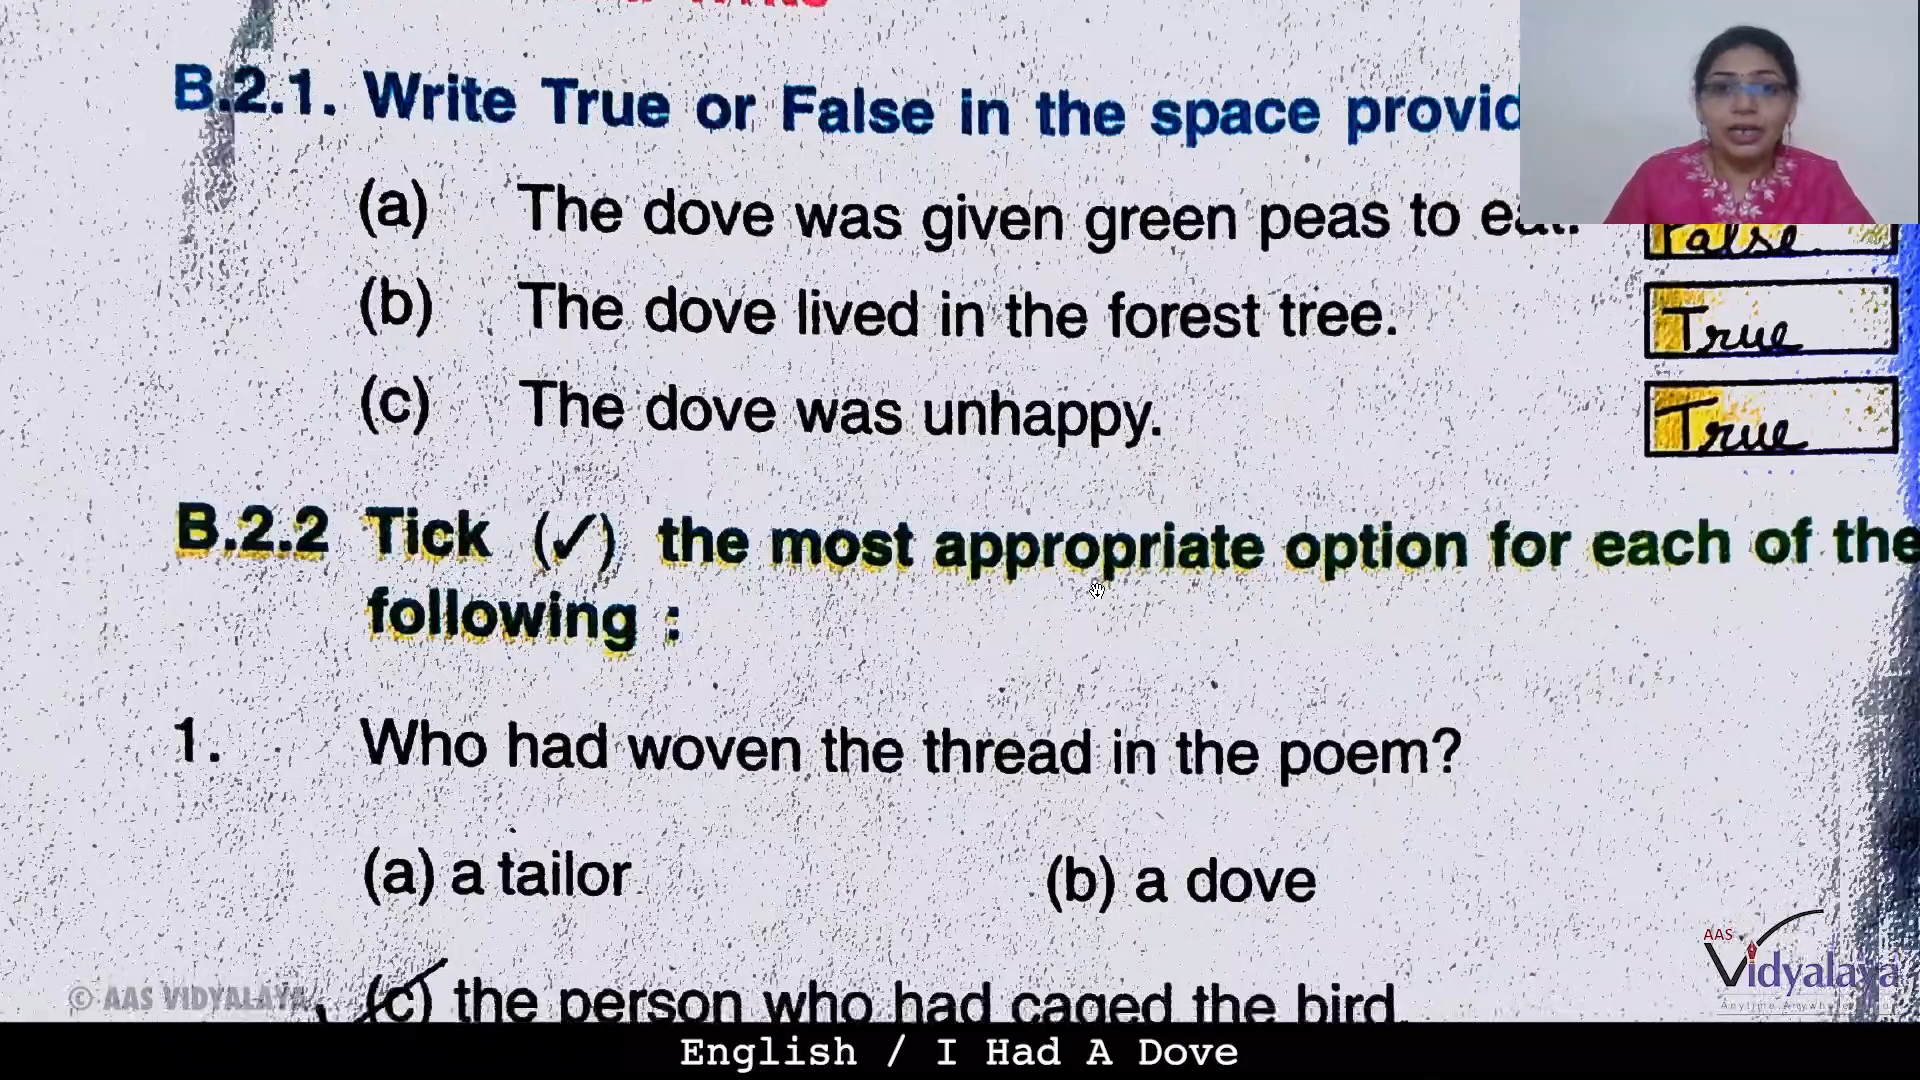 B.2.1. Write True or False in the space provid
(a) The dove was given green peas to eat.
False
(b) The dove lived in the forest tree.
True
(c) The dove was unhappy.
True
B.2.2 Tick (✓) the most appropriate option for each of the
following :
1. Who had woven the thread in the poem?
(a) a tailor (b) a dove
(c) the person who had caged the bird
© AAS VIDYALAYA
AAS
Vidyalaya
English / I Had A Dove